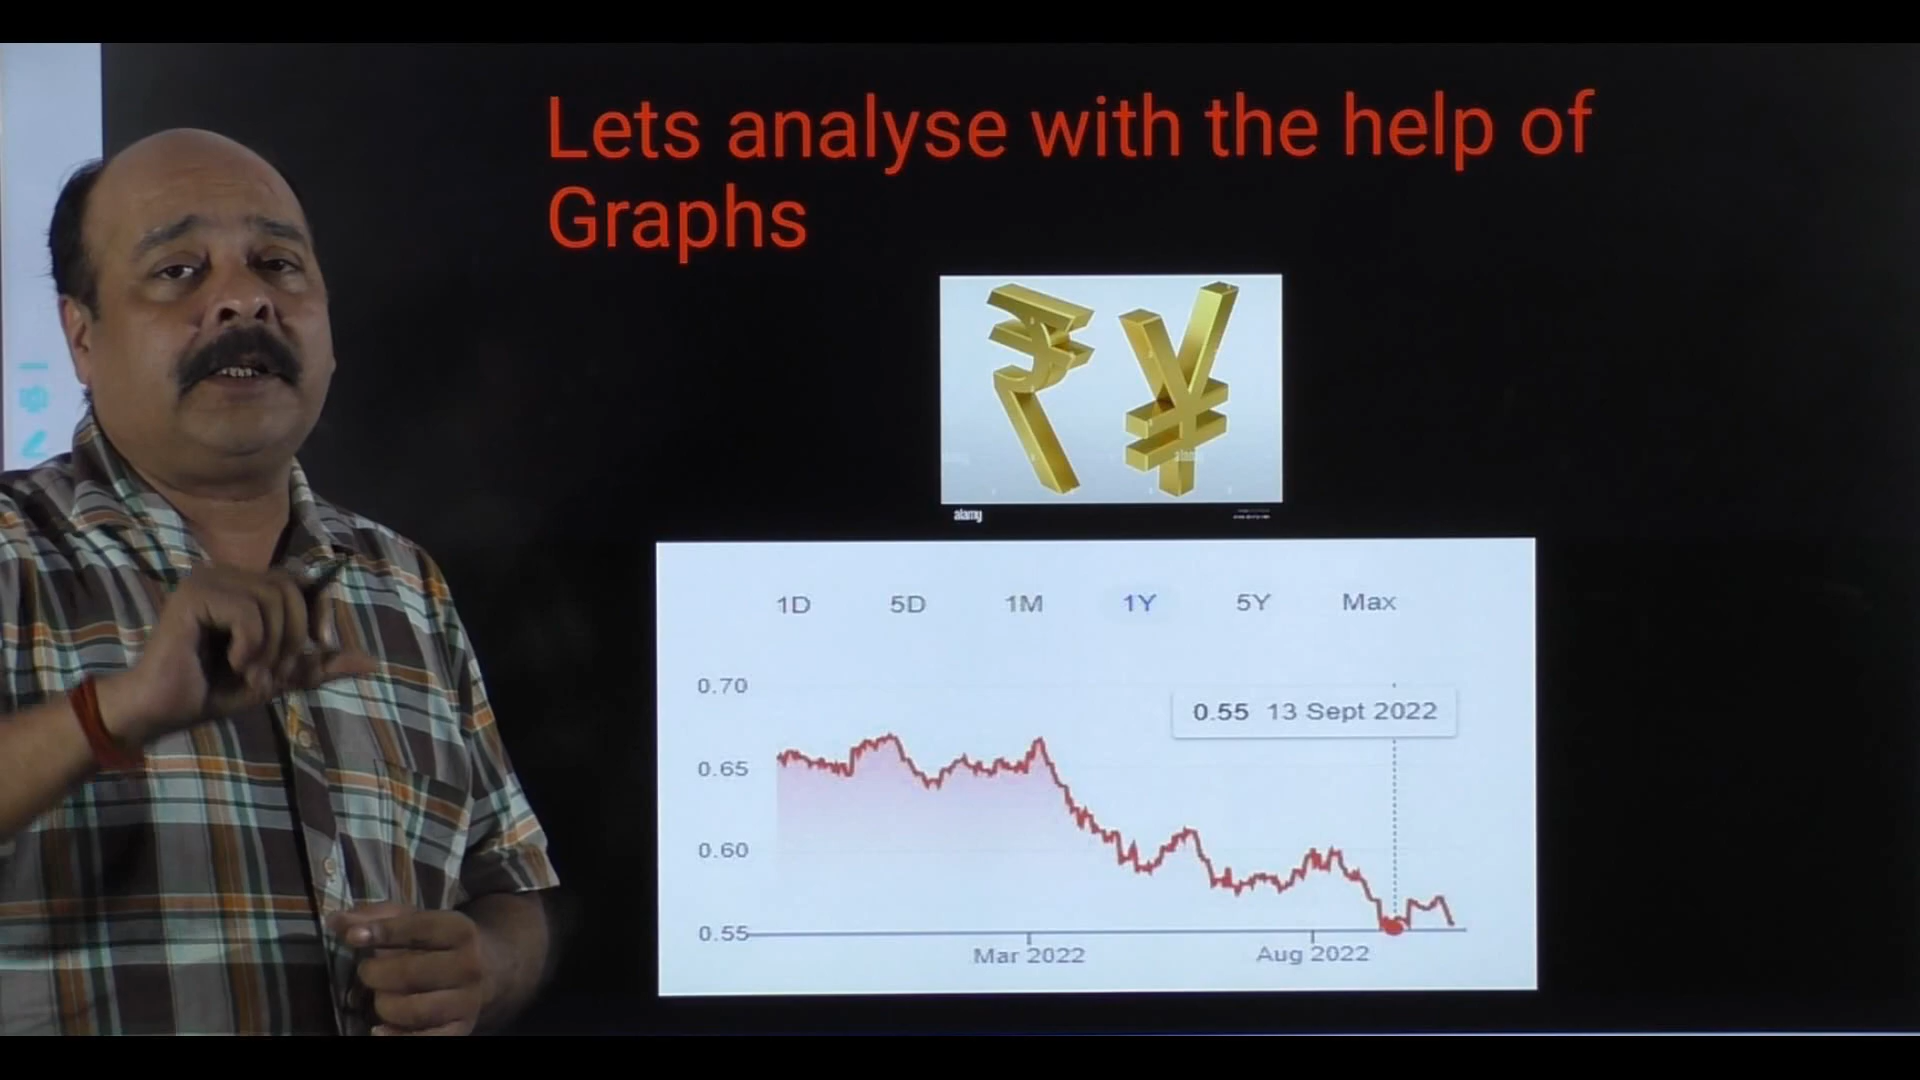 Lets analyse with the help of
Graphs
₹ ¥
alamy
alamy
1D 5D 1M 1Y 5Y Max
0.70
0.55 13 Sept 2022
0.65
0.60
0.55
Mar 2022 Aug 2022